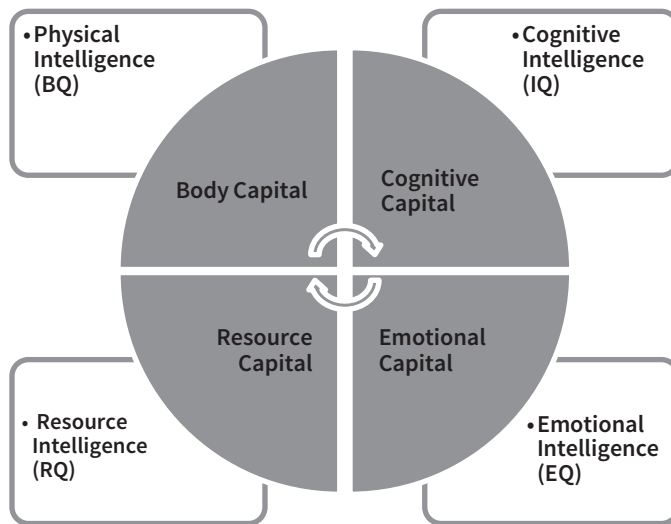 •Physical
Intelligence
(BQ)
•Cognitive
Intelligence
(IQ)
Body Capital
Cognitive
Capital
Resource
Capital
Emotional
Capital
• Resource
Intelligence
(RQ)
•Emotional
Intelligence
(EQ)